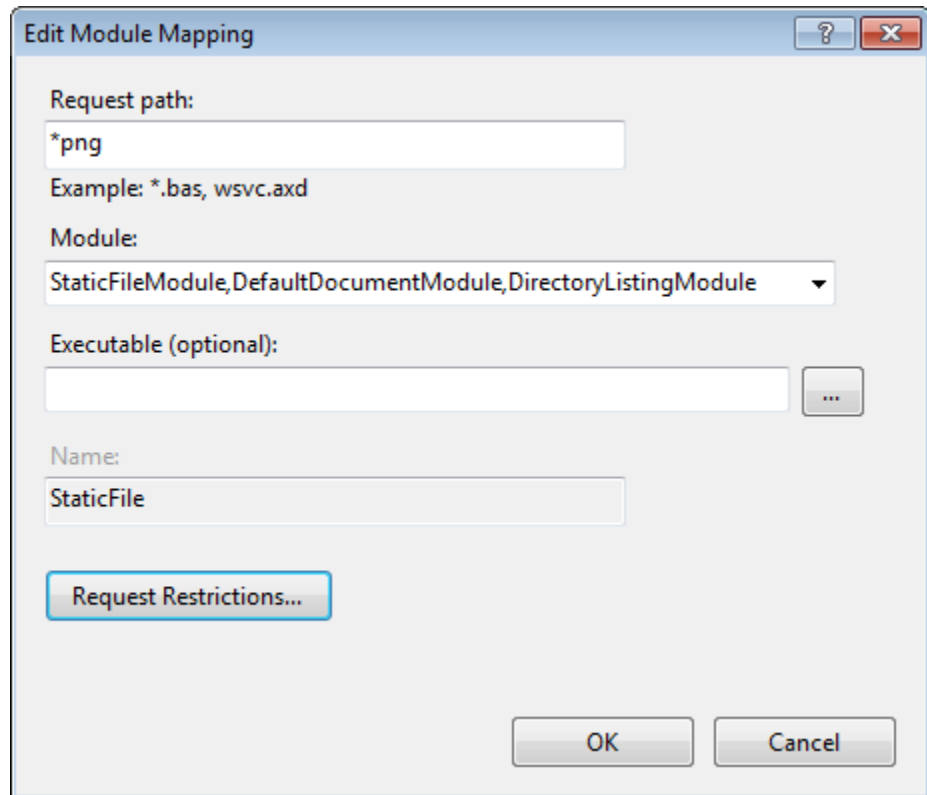 Edit Module Mapping
?
Request path:
*png
Example: *.bas, wsvc.axd
Module:
StaticFileModule,DefaultDocumentModule,DirectoryListingModule
Executable (optional):
...
Name:
StaticFile
Request Restrictions...
OK Cancel